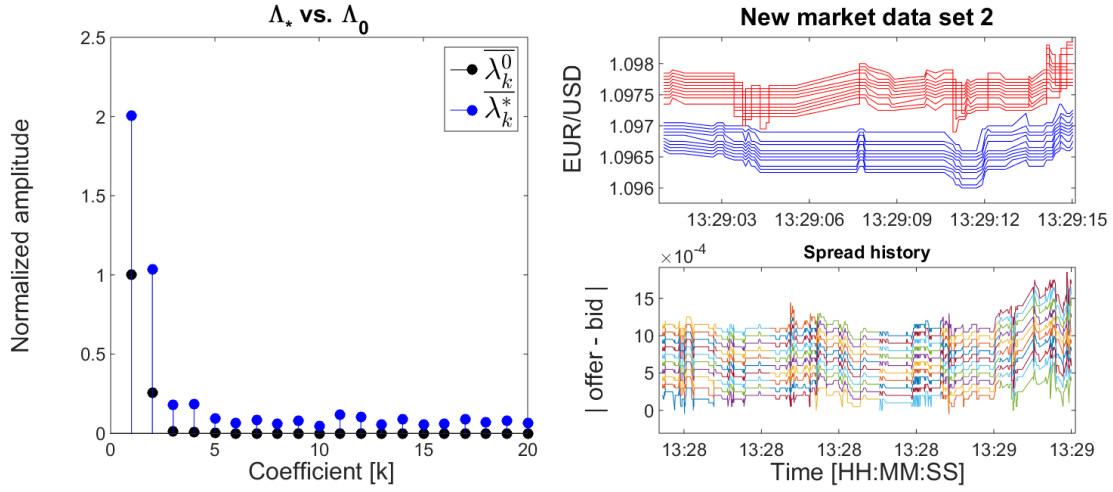 Λ* vs. Λ0
Normalized amplitude
2.5
2
1.5
1
0.5
0
λ0k
λ*k
0 5 10 15 20
Coefficient [k]
New market data set 2
EUR/USD
1.098
1.0975
1.097
1.0965
1.096
13:29:03 13:29:06 13:29:09 13:29:12 13:29:15
Spread history
×10-4
| offer - bid |
15
10
5
0
13:28 13:28 13:28 13:28 13:29 13:29
Time [HH:MM:SS]